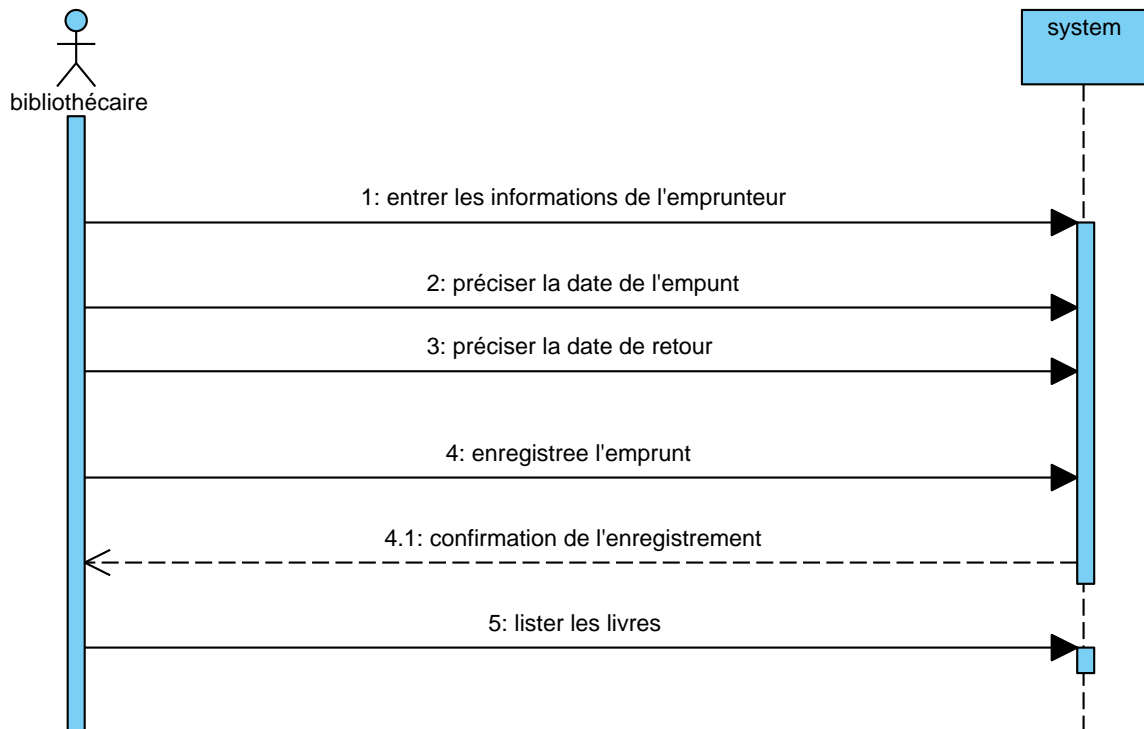 system
bibliothécaire
1: entrer les informations de l'emprunteur
2: préciser la date de l'empunt
3: préciser la date de retour
4: enregistree l'emprunt
4.1: confirmation de l'enregistrement
5: lister les livres